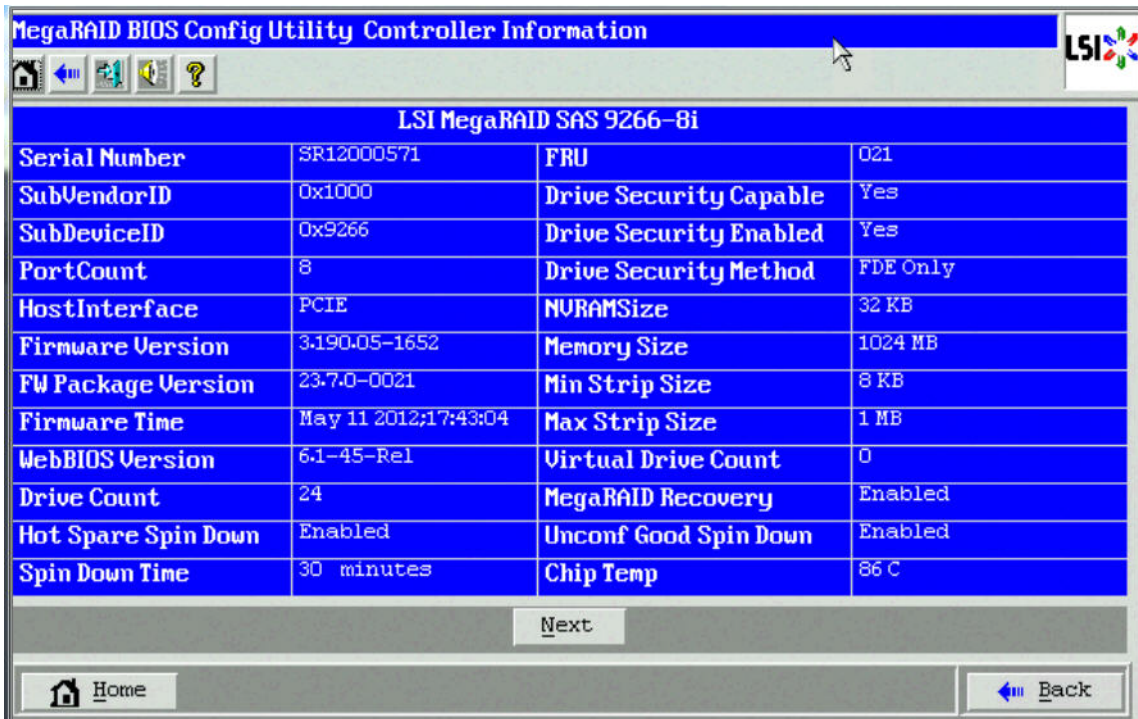 MegaRAID BIOS Config Utility Controller Information
LSI
LSI MegaRAID SAS 9266-8i
Serial Number SR12000571 FRU 021
SubVendorID 0x1000 Drive Security Capable Yes
SubDeviceID 0x9266 Drive Security Enabled Yes
PortCount 8 Drive Security Method FDE Only
HostInterface PCIE NVRAMSize 32 KB
Firmware Version 3.190.05-1652 Memory Size 1024 MB
FW Package Version 23.7.0-0021 Min Strip Size 8 KB
Firmware Time May 11 2012;17:43:04 Max Strip Size 1 MB
WebBIOS Version 6.1-45-Rel Virtual Drive Count 0
Drive Count 24 MegaRAID Recovery Enabled
Hot Spare Spin Down Enabled Unconf Good Spin Down Enabled
Spin Down Time 30 minutes Chip Temp 86 C
Next
Home Back